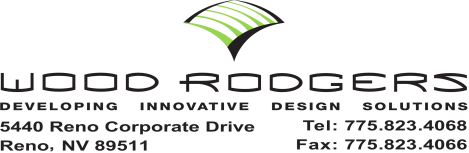 WOOD RODGERS
DEVELOPING INNOVATIVE DESIGN SOLUTIONS
5440 Reno Corporate Drive Tel: 775.823.4068
Reno, NV 89511 Fax: 775.823.4066